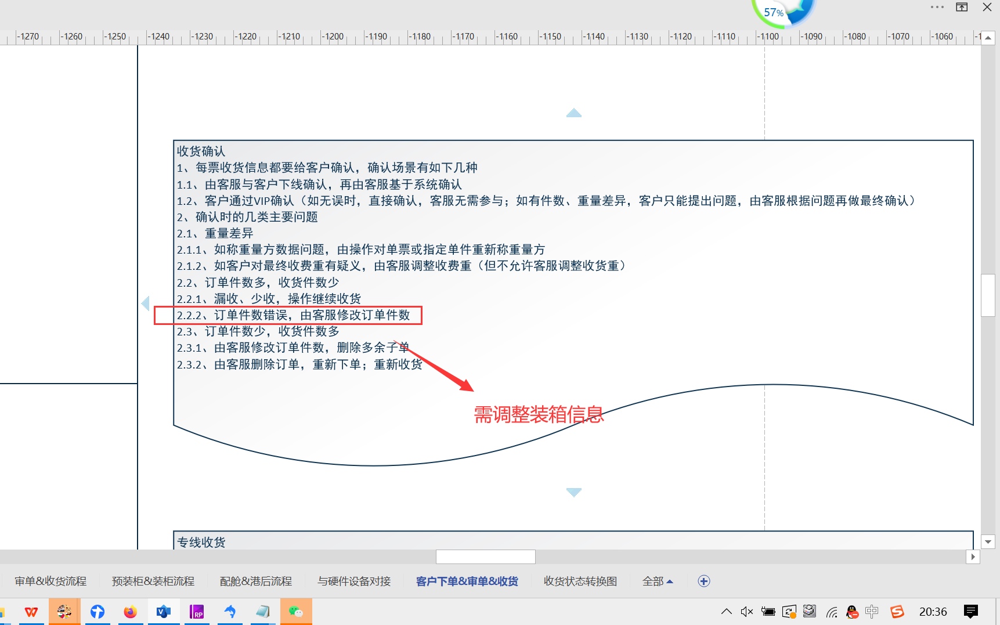 57%
-1270 -1260 -1250 -1240 -1230 -1220 -1210 -1200 -1190 -1180 -1170 -1160 -1150 -1140 -1130 -1120 -1110 -1100 -1090 -1080 -1070 -1060
收货确认
1、每票收货信息都要给客户确认，确认场景有如下几种
1.1、由客服与客户下线确认，再由客服基于系统确认
1.2、客户通过VIP确认（如无误时，直接确认，客服无需参与；如有件数、重量差异，客户只能提出问题，由客服根据问题再做最终确认）
2、确认时的几类主要问题
2.1、重量差异
2.1.1、如称重量方数据问题，由操作对单票或指定单件重新称重量方
2.1.2、如客户对最终收费重有疑义，由客服调整收费重（但不允许客服调整收货重）
2.2、订单件数多，收货件数少
2.2.1、漏收、少收，操作继续收货
2.2.2、订单件数错误，由客服修改订单件数
2.3、订单件数少，收货件数多
2.3.1、由客服修改订单件数，删除多余子单
2.3.2、由客服删除订单，重新下单；重新收货
需调整装箱信息
专线收货
审单&收货流程 预装柜&装柜流程 配舱&港后流程 与硬件设备对接 客户下单&审单&收货 收货状态转换图 全部
中 20:36